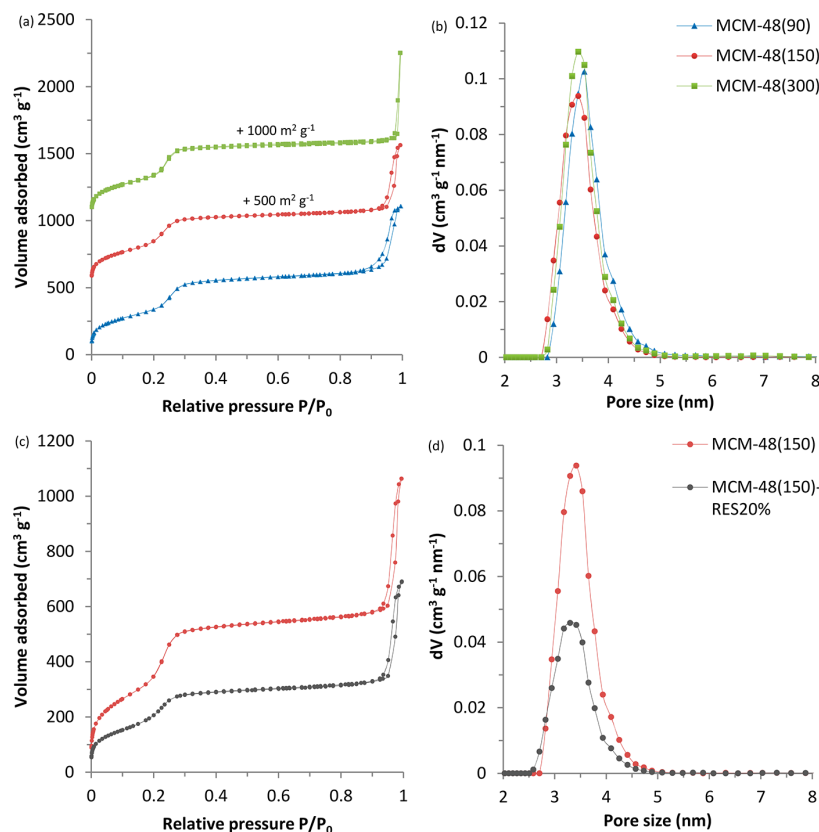 (a)
2500
2000
1500
1000
500
0
Volume adsorbed (cm³ g⁻¹)
+ 1000 m² g⁻¹
+ 500 m² g⁻¹
0 0.2 0.4 0.6 0.8 1
Relative pressure P/P₀
(b)
0.12
0.1
0.08
0.06
0.04
0.02
0
dV (cm³ g⁻¹ nm⁻¹)
MCM-48(90)
MCM-48(150)
MCM-48(300)
2 3 4 5 6 7 8
Pore size (nm)
(c)
1200
1000
800
600
400
200
0
Volume adsorbed (cm³ g⁻¹)
0 0.2 0.4 0.6 0.8 1
Relative pressure P/P₀
(d)
0.1
0.08
0.06
0.04
0.02
0
dV (cm³ g⁻¹ nm⁻¹)
MCM-48(150)
MCM-48(150)-
RES20%
2 3 4 5 6 7 8
Pore size (nm)